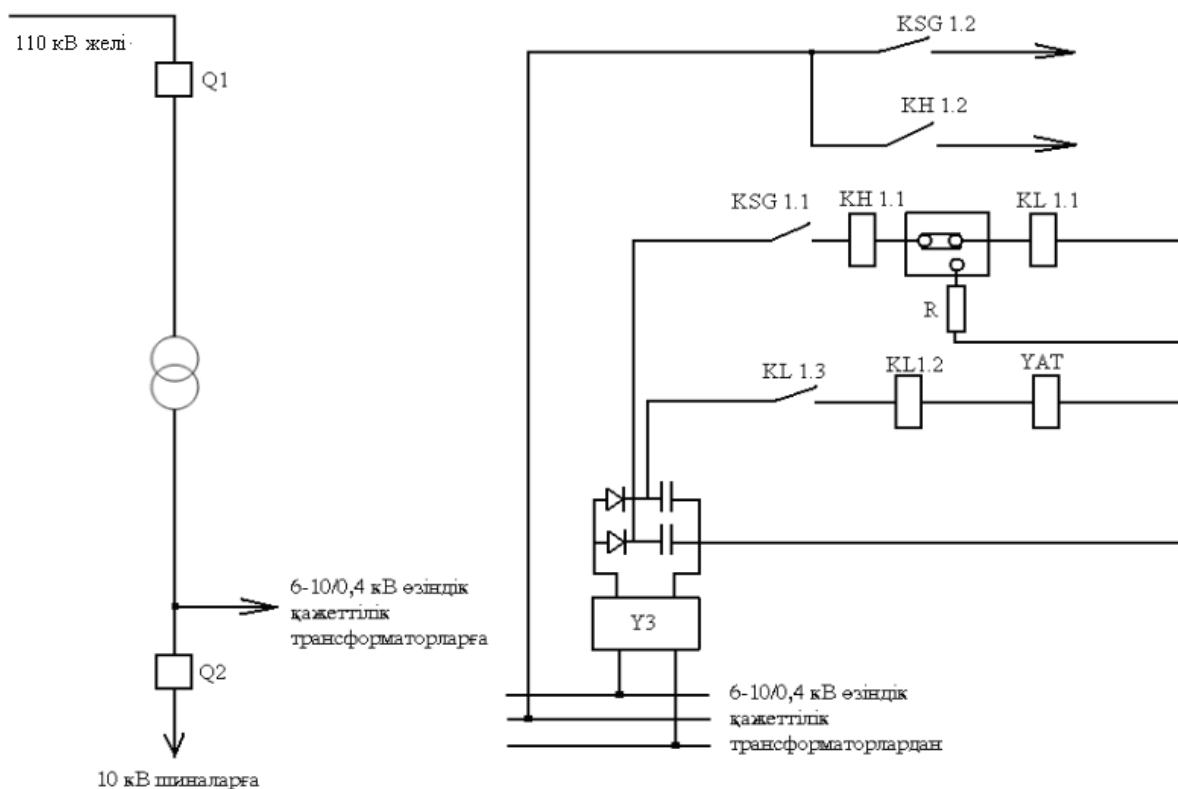 110 кВ желі
Q1
6-10/0,4 кВ өзіндік
қажеттілік
трансформаторларға
Q2
10 кВ шиналарға
KSG 1.2
KH 1.2
KSG 1.1
KH 1.1
KL 1.1
R
KL 1.3
KL1.2
YAT
УЗ
6-10/0,4 кВ өзіндік
қажеттілік
трансформаторлардан